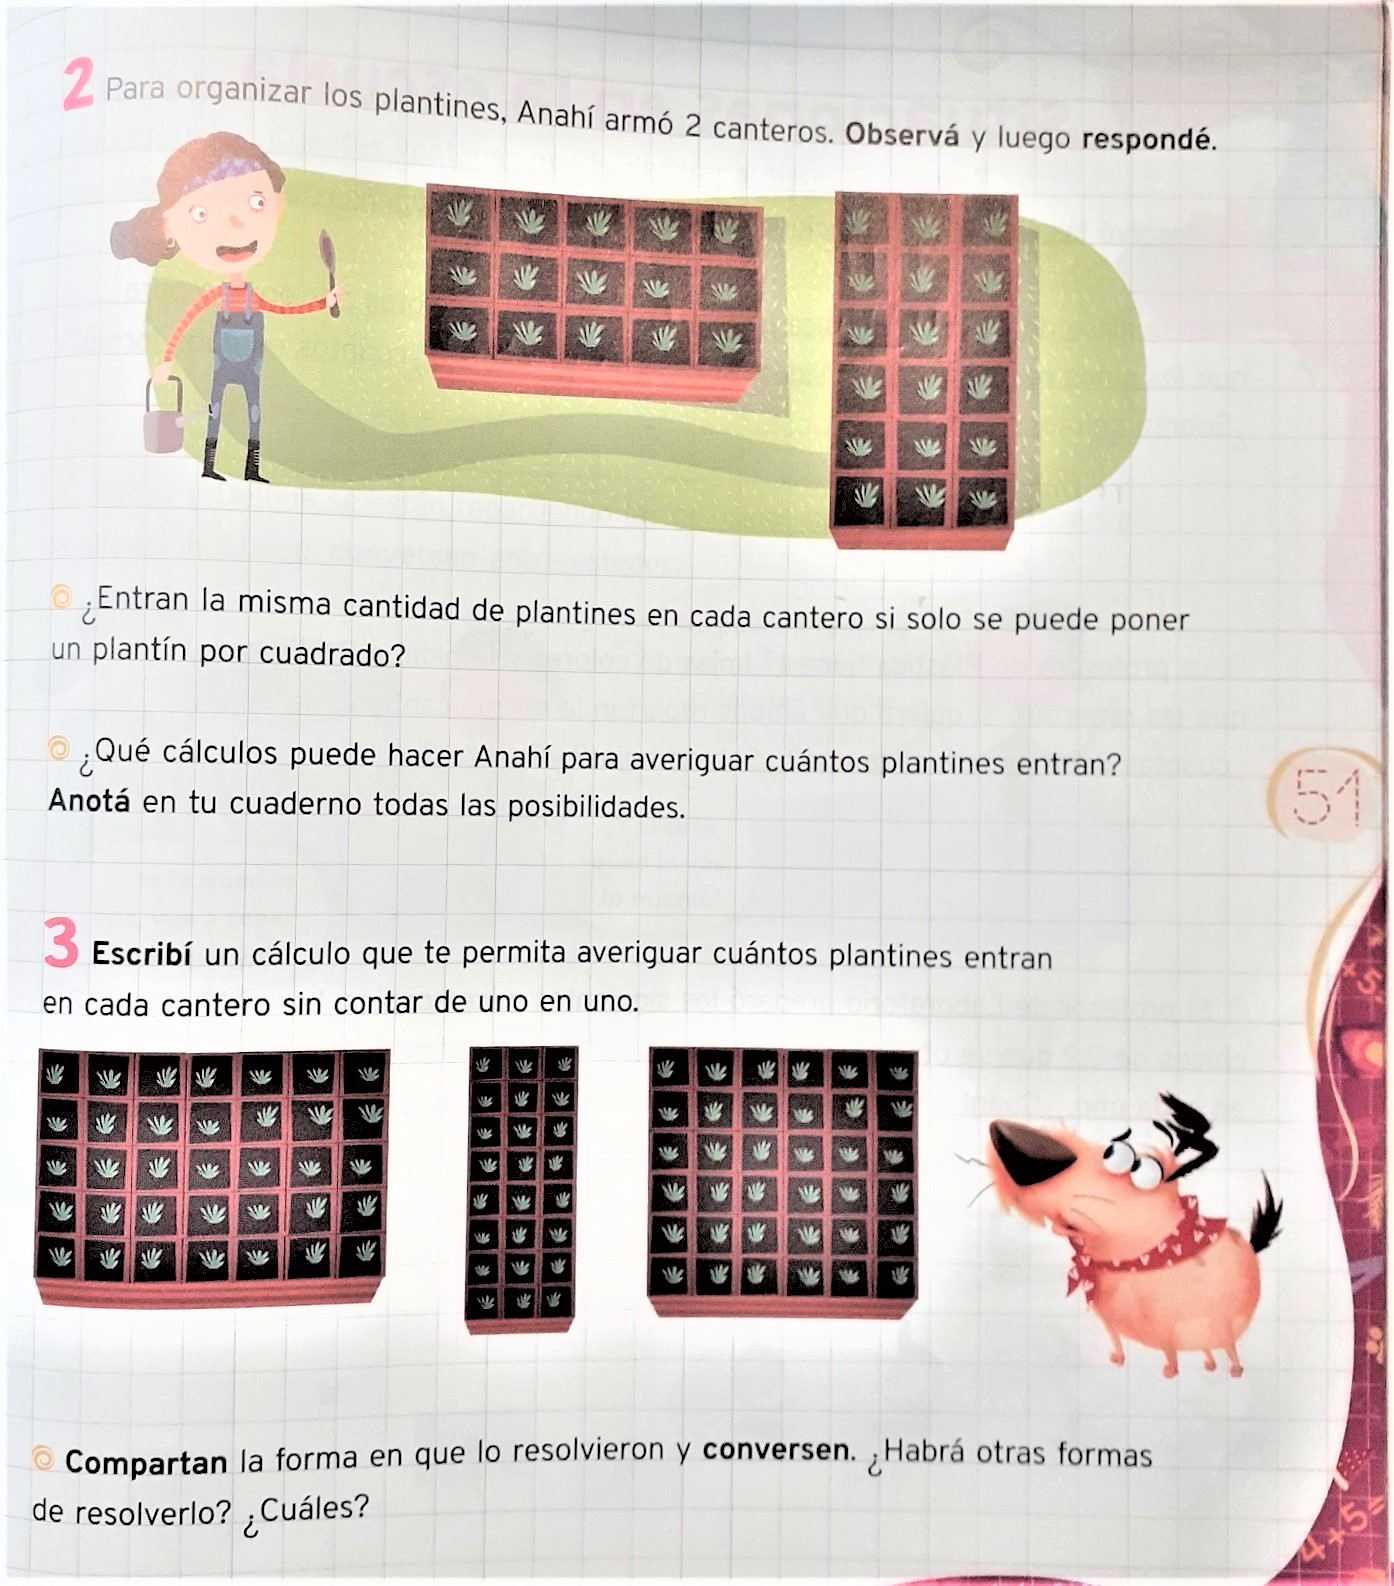 2 Para organizar los plantines, Anahí armó 2 canteros. Observá y luego respondé.
¿Entran la misma cantidad de plantines en cada cantero si solo se puede poner
un plantín por cuadrado?
¿Qué cálculos puede hacer Anahí para averiguar cuántos plantines entran?
Anotá en tu cuaderno todas las posibilidades.
51
3 Escribí un cálculo que te permita averiguar cuántos plantines entran
en cada cantero sin contar de uno en uno.
Compartan la forma en que lo resolvieron y conversen. ¿Habrá otras formas
de resolverlo? ¿Cuáles?
4+5=